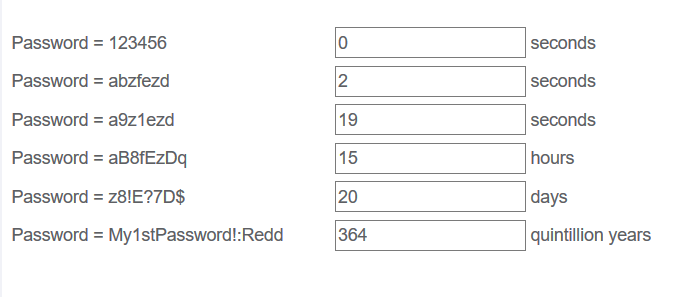 Password = 123456 0 seconds
Password = abzfezd 2 seconds
Password = a9z1ezd 19 seconds
Password = aB8fEzDq 15 hours
Password = z8!E?7D$ 20 days
Password = My1stPassword!:Redd 364 quintillion years